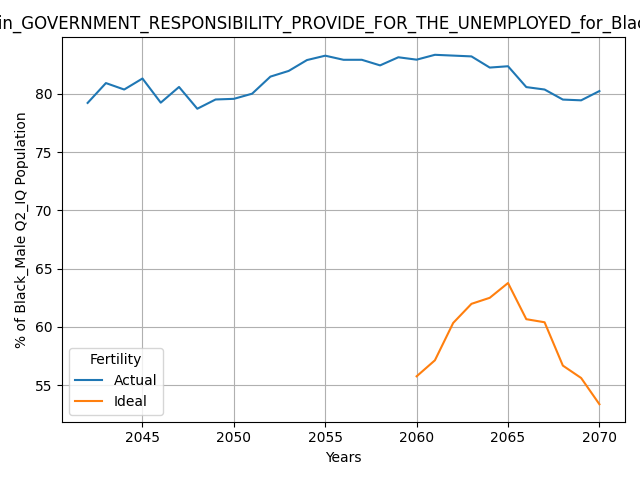 in_GOVERNMENT_RESPONSIBILITY_PROVIDE_FOR_THE_UNEMPLOYED_for_Blac
% of Black_Male Q2_IQ Population
80
75
70
65
60
55
Fertility
Actual
Ideal
2045 2050 2055 2060 2065 2070
Years